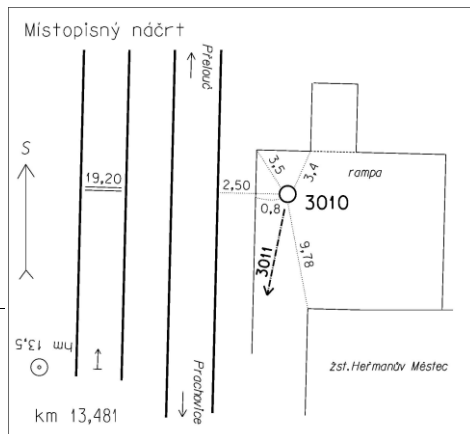 Místopisný náčrt
Přelouč
S
19,20
3,5
3,4
rampa
2,50
0,8
3010
3011
9,78
hm 13,5
Prachovice
žst. Heřmanův Městec
km 13,481